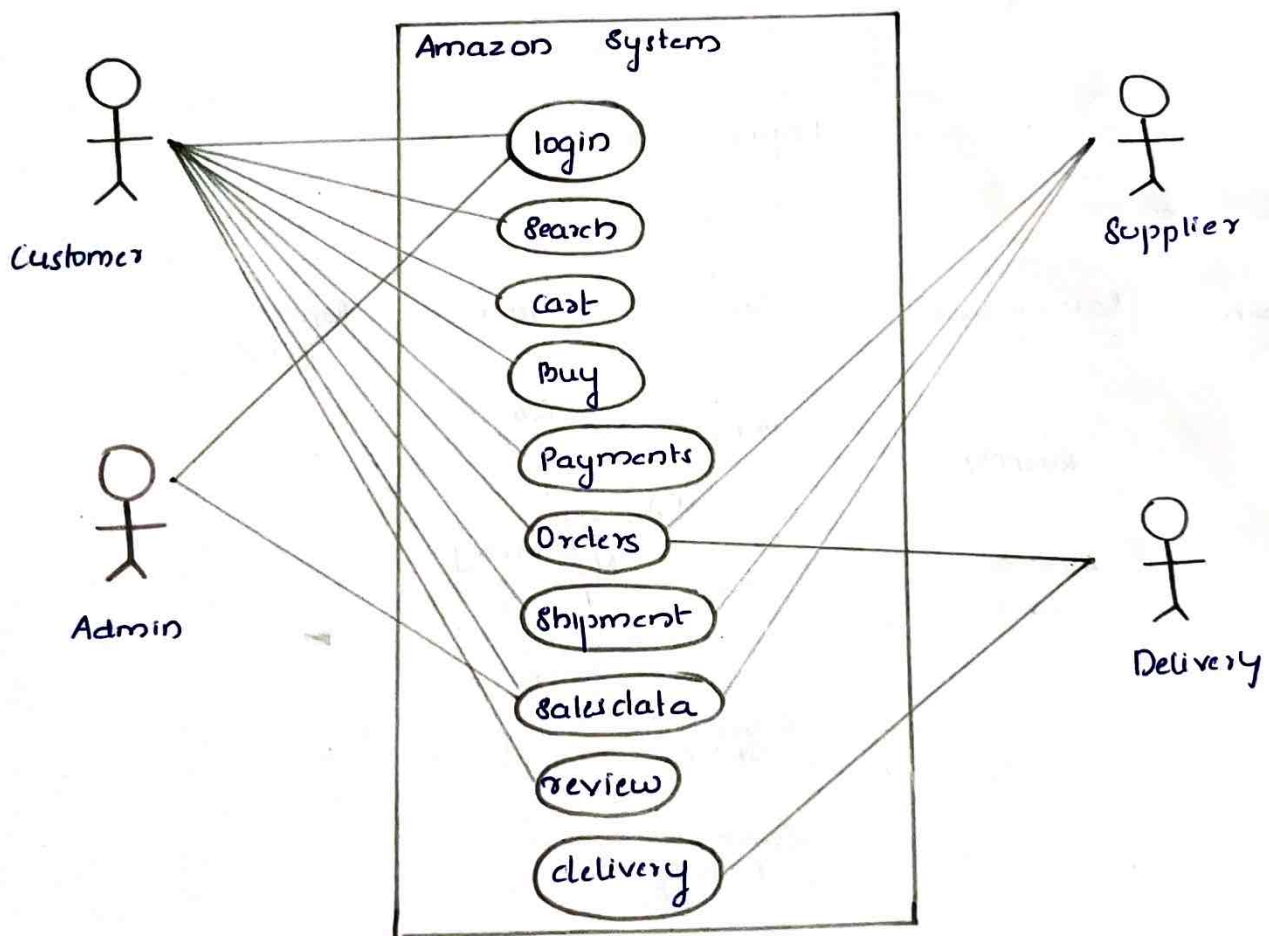 Amazon System
login
Search
Customer
Supplier
cart
Buy
Payments
Orders
Shipment
Admin
Delivery
Salesdata
review
delivery